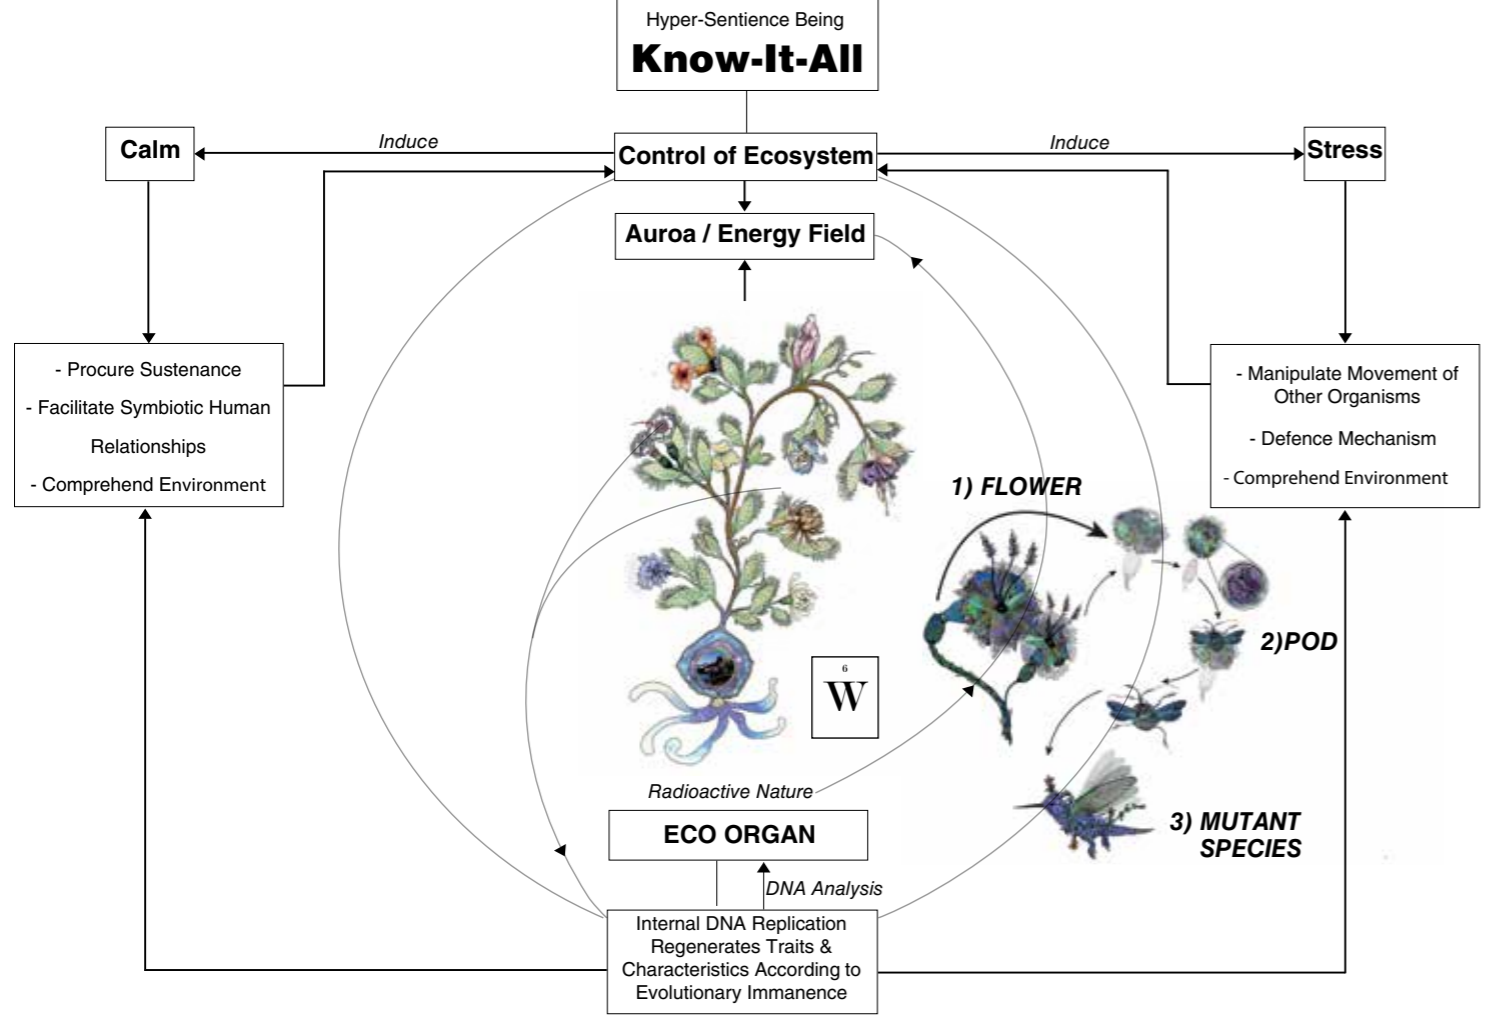 Hyper-Sentience Being
Know-It-All
Calm
Induce
Control of Ecosystem
Induce
Stress
Auroa / Energy Field
- Procure Sustenance
- Facilitate Symbiotic Human
Relationships
- Comprehend Environment
- Manipulate Movement of
Other Organisms
- Defence Mechanism
- Comprehend Environment
1) FLOWER
2)POD
6
W
3) MUTANT
SPECIES
Radioactive Nature
ECO ORGAN
DNA Analysis
Internal DNA Replication
Regenerates Traits &
Characteristics According to
Evolutionary Immanence